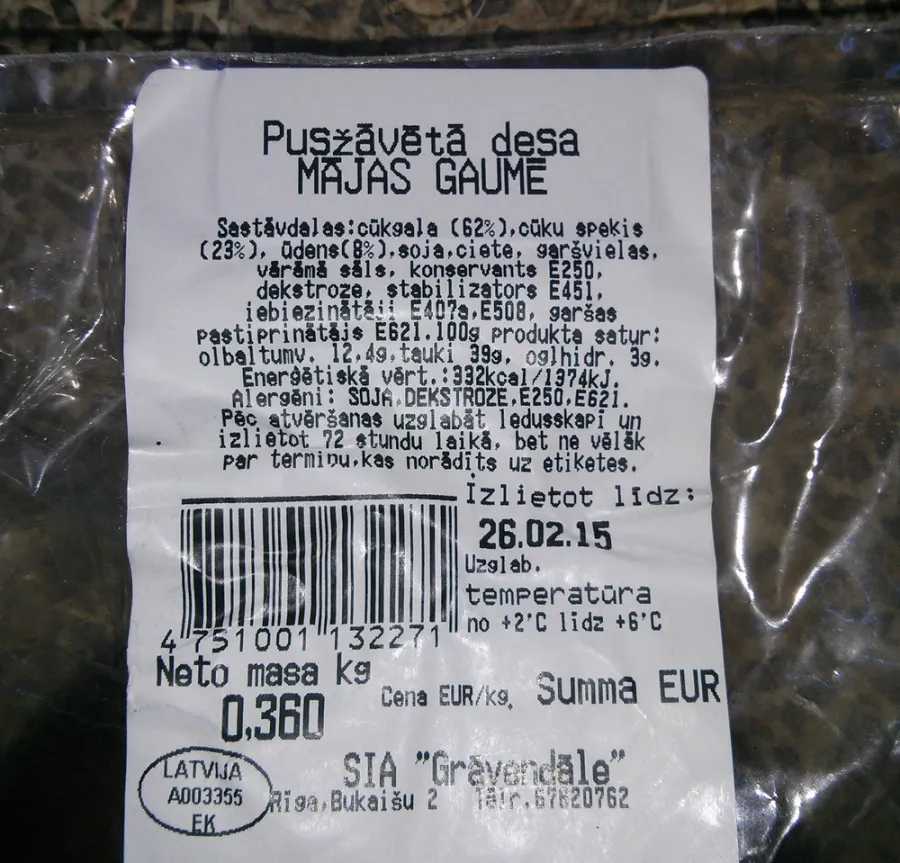 Pusžāvētā desa
MĀJAS GAUME
Sastāvdaļas:cūkgaļa (62%),cūku speķis
(23%), ūdens(8%),soja,ciete, garšvielas,
vārāmā sāls, konservants E250,
dekstroze, stabilizators E451,
iebiezinātāji E407a,E508, garšas
pastiprinātājs E621.100g produkta satur:
olbaltumv. 12,4g,tauki 39g, ogļhidr. 3g.
Enerģētiskā vērt.:332kcal/1374kJ.
Alergēni: SOJA,DEKSTROZE,E250,E621.
Pēc atvēršanas uzglabāt ledusskapī un
izlietot 72 stundu laikā, bet ne vēlāk
par termiņu,kas norādīts uz etiķetes.
Izlietot līdz:
26.02.15
Uzglab.
temperatūra
no +2°C līdz +6°C
4 751001 132271
Neto masa kg
0,360
Cena EUR/kg,
Summa EUR
SIA "Grāvendāle"
Rīga,Bukaišu 2 Tālr.67620762
LATVIJA
A003355
EK